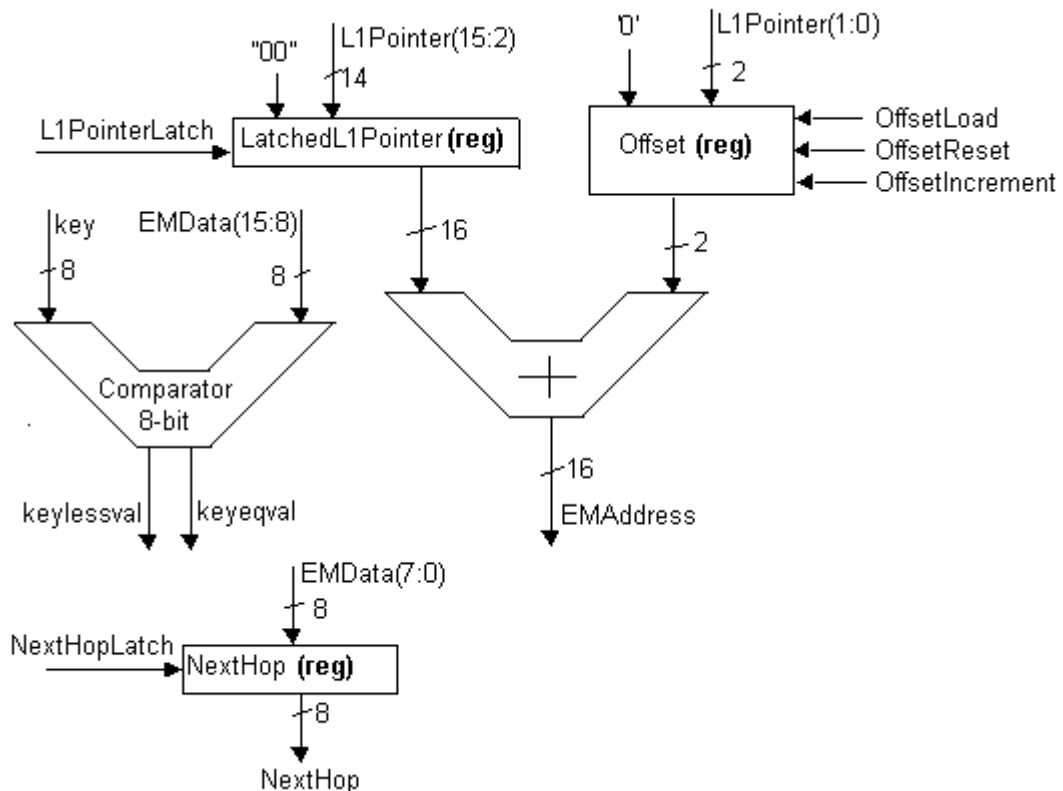 "00"
L1Pointer(15:2)
14
'0'
L1Pointer(1:0)
2
L1PointerLatch
LatchedL1Pointer (reg)
Offset (reg)
OffsetLoad
OffsetReset
OffsetIncrement
key
8
EMData(15:8)
8
16
2
Comparator
8-bit
+
16
keylessval
keyeqval
EMAddress
EMData(7:0)
8
NextHopLatch
NextHop (reg)
8
NextHop